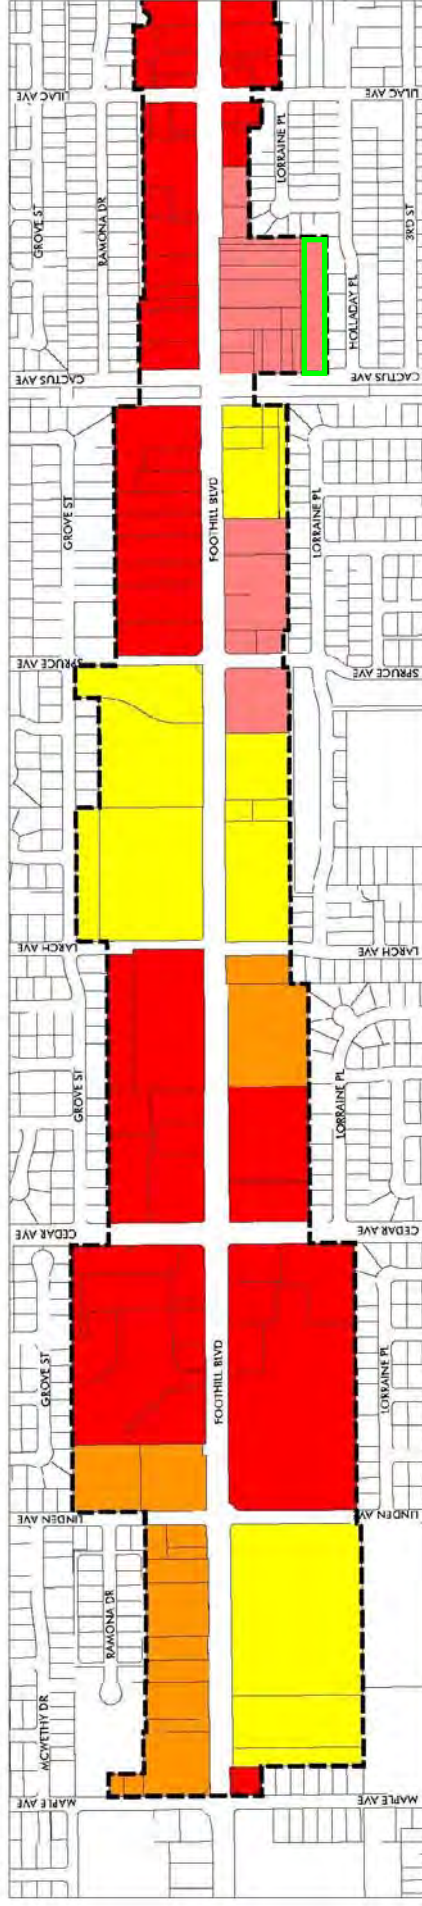 LILAC AVE
LILAC AVE
LORRAINE PL
RAMONA DR
GROVE ST
3RD ST
HOLLADAY PL
CACTUS AVE
CACTUS AVE
GROVE ST
FOOTHILL BLVD
LORRAINE PL
SPRUCE AVE
SPRUCE AVE
LARCH AVE
LARCH AVE
GROVE ST
LORRAINE PL
CEDAR AVE
CEDAR AVE
GROVE ST
FOOTHILL BLVD
LORRAINE PL
LINDEN AVE
LINDEN AVE
RAMONA DR
MCWETHY DR
MAPLE AVE
MAPLE AVE